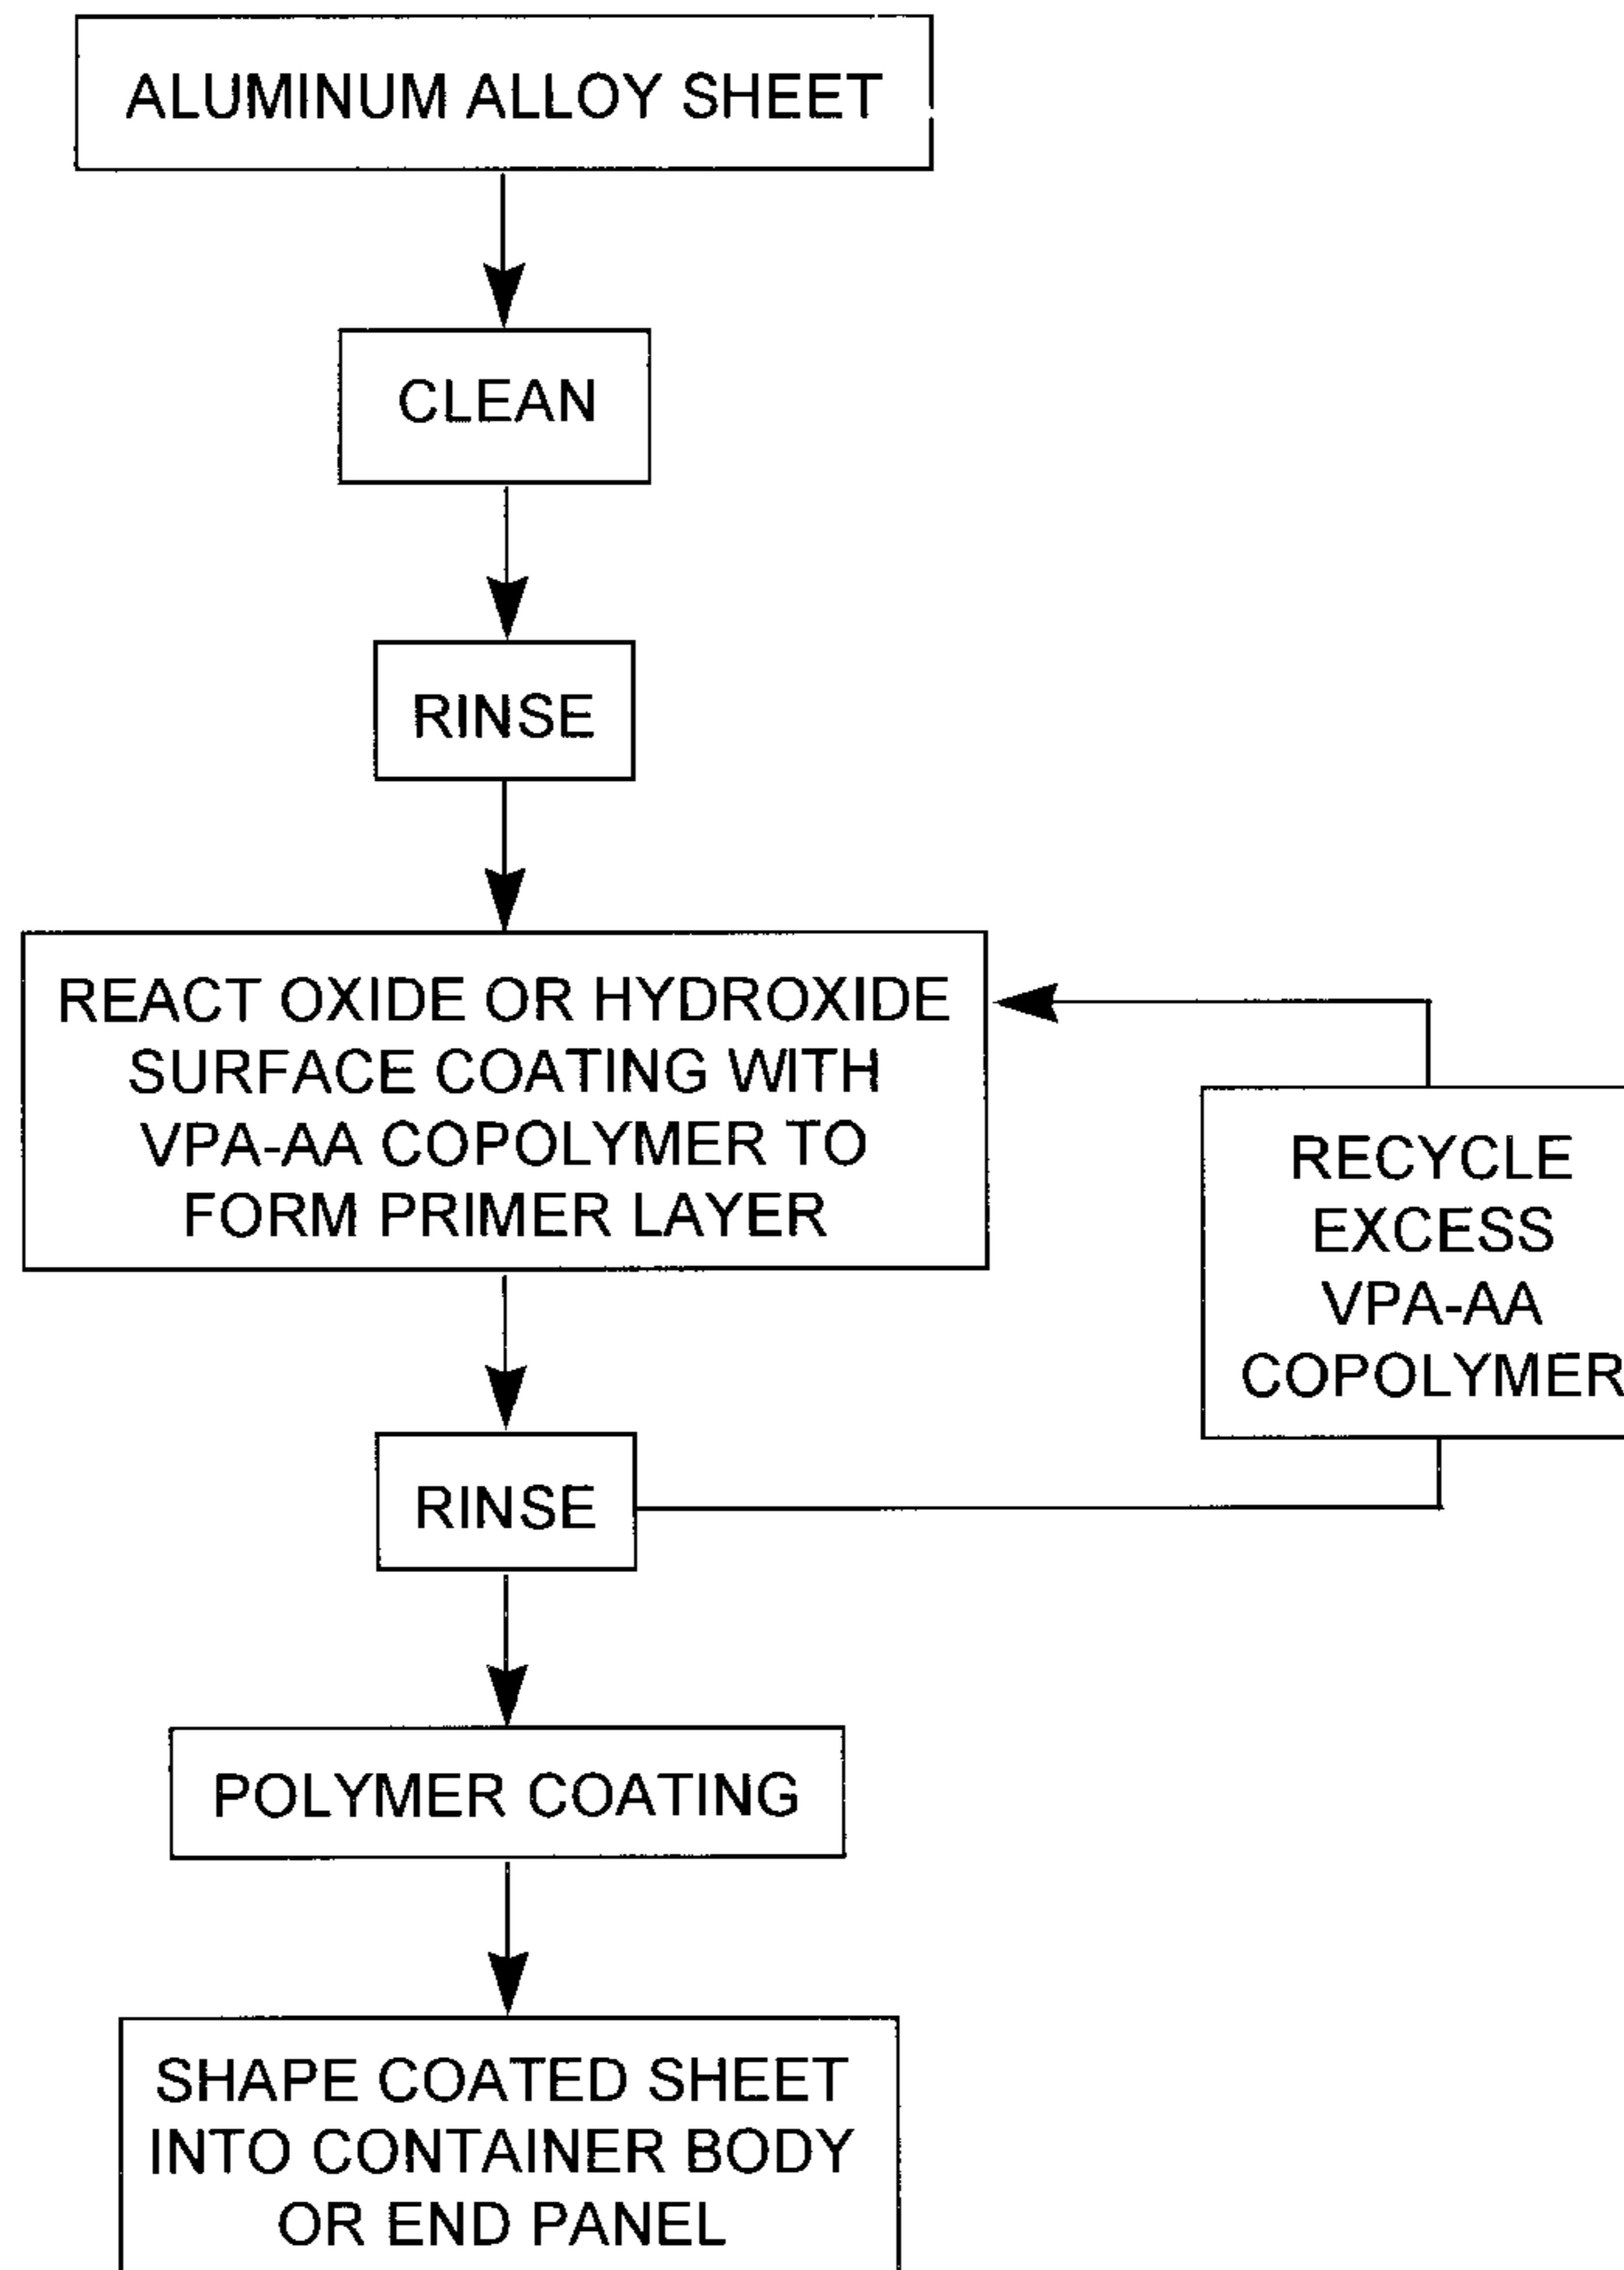 ALUMINUM ALLOY SHEET
CLEAN
RINSE
REACT OXIDE OR HYDROXIDE
SURFACE COATING WITH
VPA-AA COPOLYMER TO
FORM PRIMER LAYER
RECYCLE
EXCESS
VPA-AA
COPOLYMER
RINSE
POLYMER COATING
SHAPE COATED SHEET
INTO CONTAINER BODY
OR END PANEL